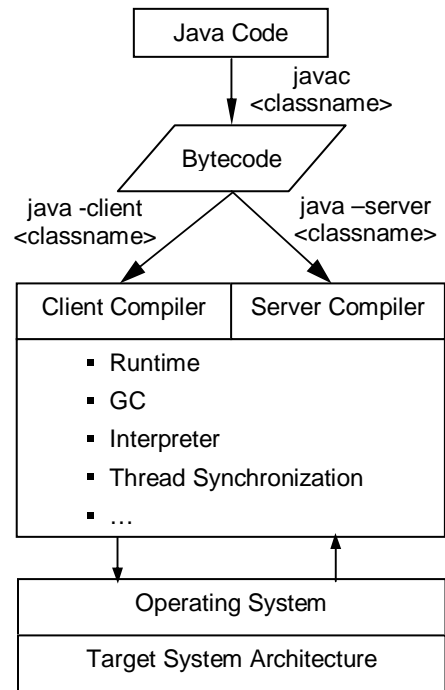 Java Code
javac
<classname>
Bytecode
java -client
<classname>
java –server
<classname>
Client Compiler
Server Compiler
▪ Runtime
▪ GC
▪ Interpreter
▪ Thread Synchronization
▪ …
Operating System
Target System Architecture